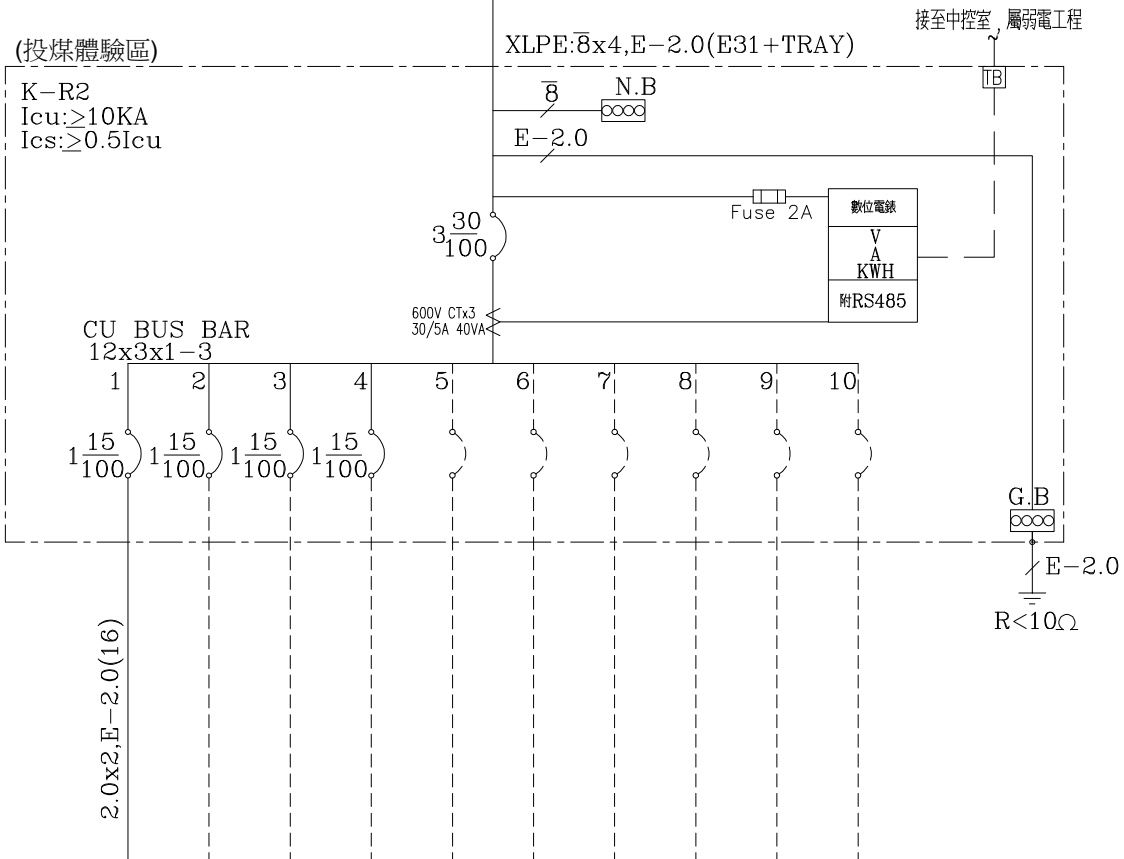 接至中控室,屬弱電工程
(投煤體驗區)
XLPE:8̅x4,E-2.0(E31+TRAY)
TB
K-R2
Icu:≥10KA
Ics:≥0.5Icu
8̅
N.B
E-2.0
Fuse 2A
數位電錶
V
A
KWH
附RS485
3 30/100
600V CTx3
30/5A 40VA
CU BUS BAR
12x3x1-3
1 2 3 4 5 6 7 8 9 10
1 15/100 1 15/100 1 15/100 1 15/100
G.B
E-2.0
R<10Ω
2.0x2,E-2.0(16)